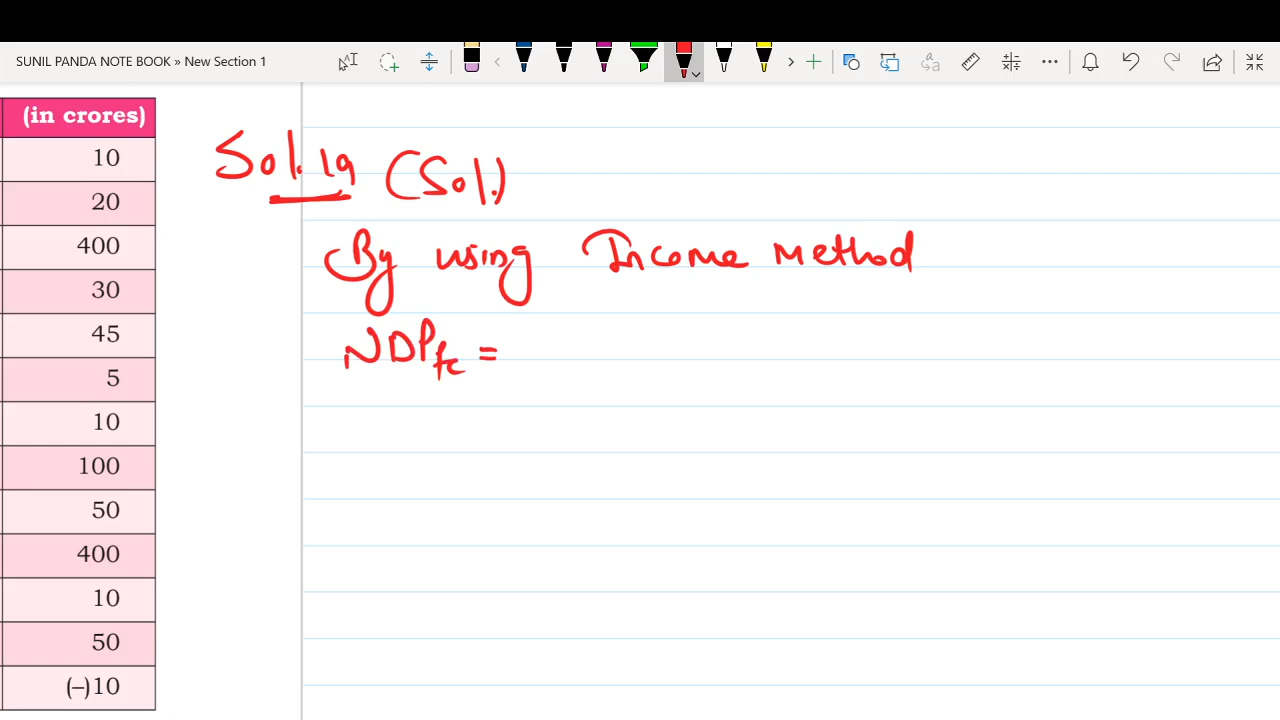 SUNIL PANDA NOTE BOOK » New Section 1
(in crores)
10
20
400
30
45
5
10
100
50
400
10
50
(–)10
Sol.19 (Sol.)
By using Income Method
NDPfc =